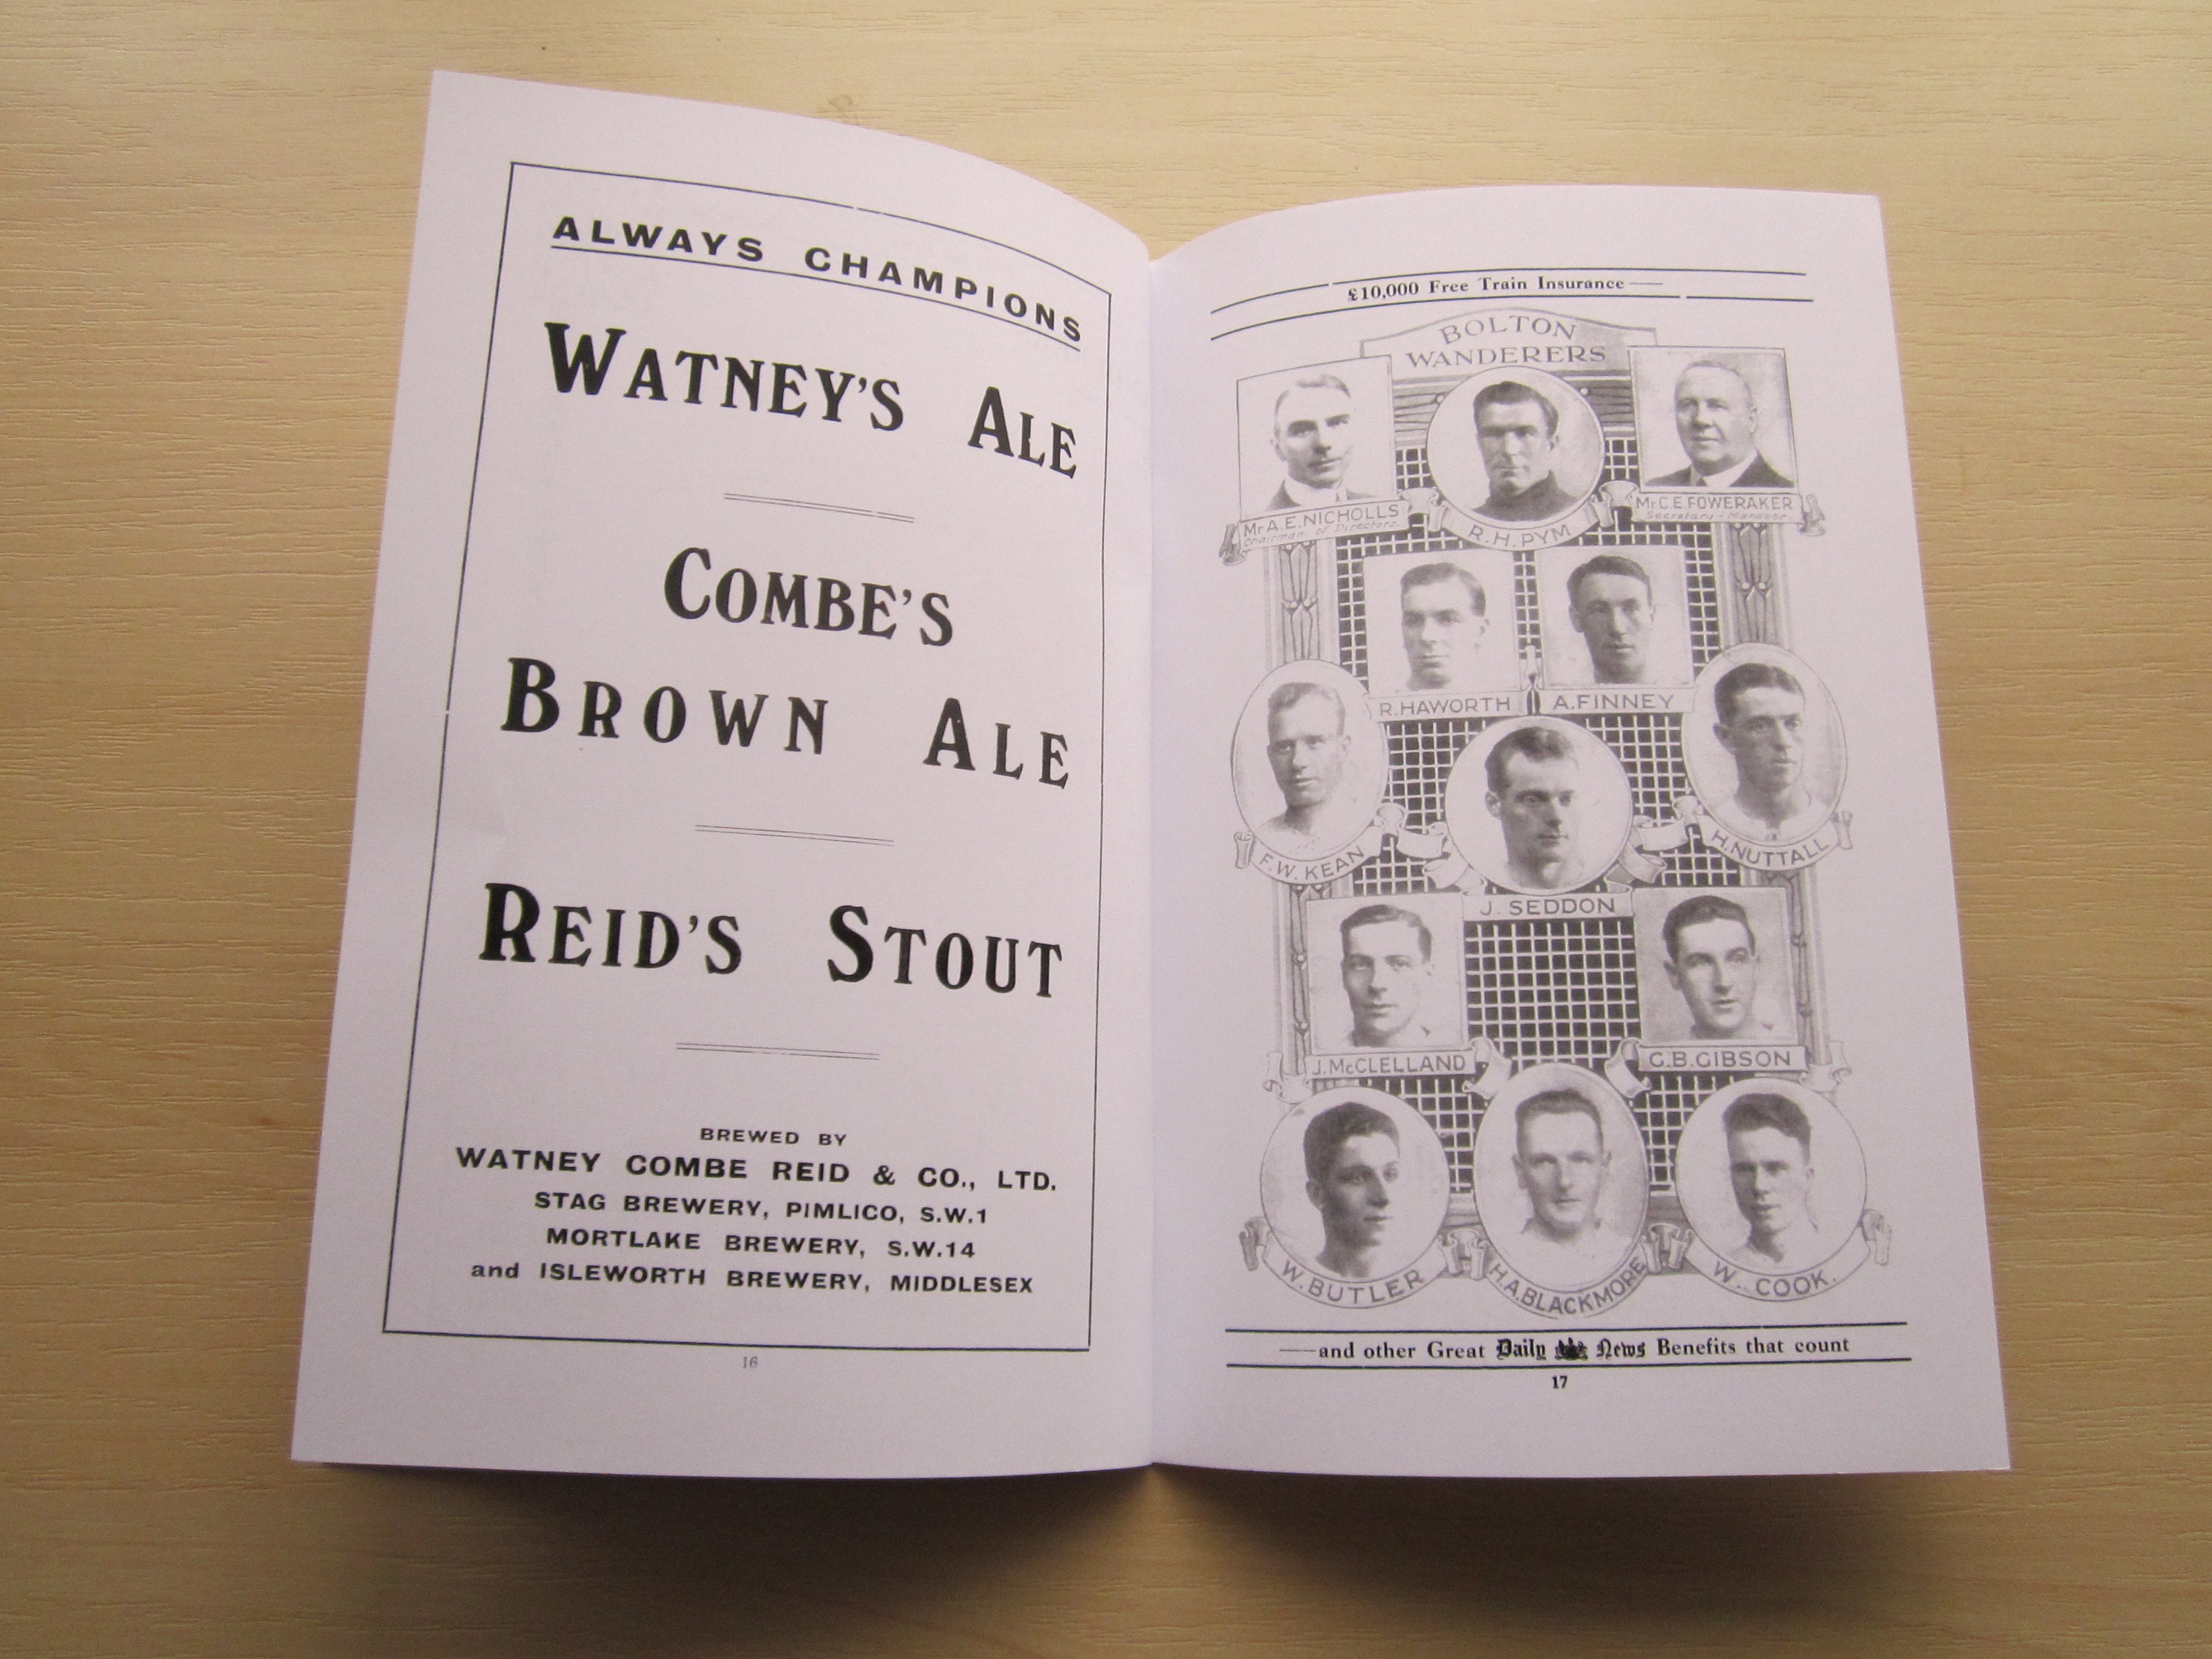 ALWAYS CHAMPIONS
WATNEY'S ALE
COMBE'S
BROWN ALE
REID'S STOUT
BREWED BY
WATNEY COMBE REID & CO., LTD.
STAG BREWERY, PIMLICO, S.W.1
MORTLAKE BREWERY, S.W.14
and ISLEWORTH BREWERY, MIDDLESEX
16
£10,000 Free Train Insurance
BOLTON
WANDERERS
Mr A.E. NICHOLLS
Chairman of Directors.
R.H. PYM
Mr C.E. FOWERAKER
Secretary - Manager
R. HAWORTH
A. FINNEY
F.W. KEAN
J. SEDDON
H. NUTTALL
J. McCLELLAND
G.B. GIBSON
W. BUTLER
H.A. BLACKMORE
W. COOK.
—and other Great Daily News Benefits that count
17